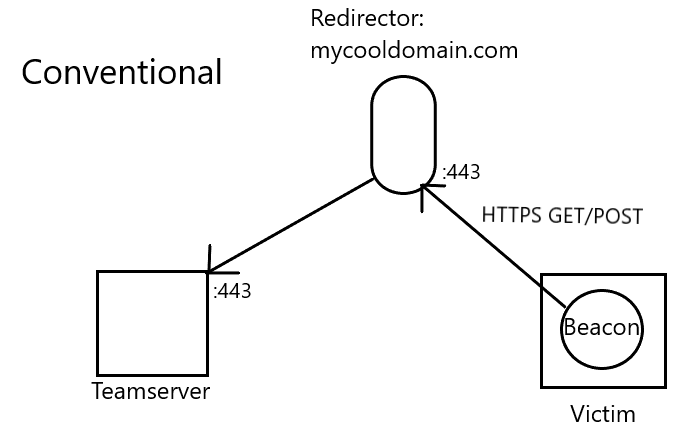 Redirector:
mycooldomain.com
Conventional
:443
HTTPS GET/POST
:443
Beacon
Teamserver
Victim